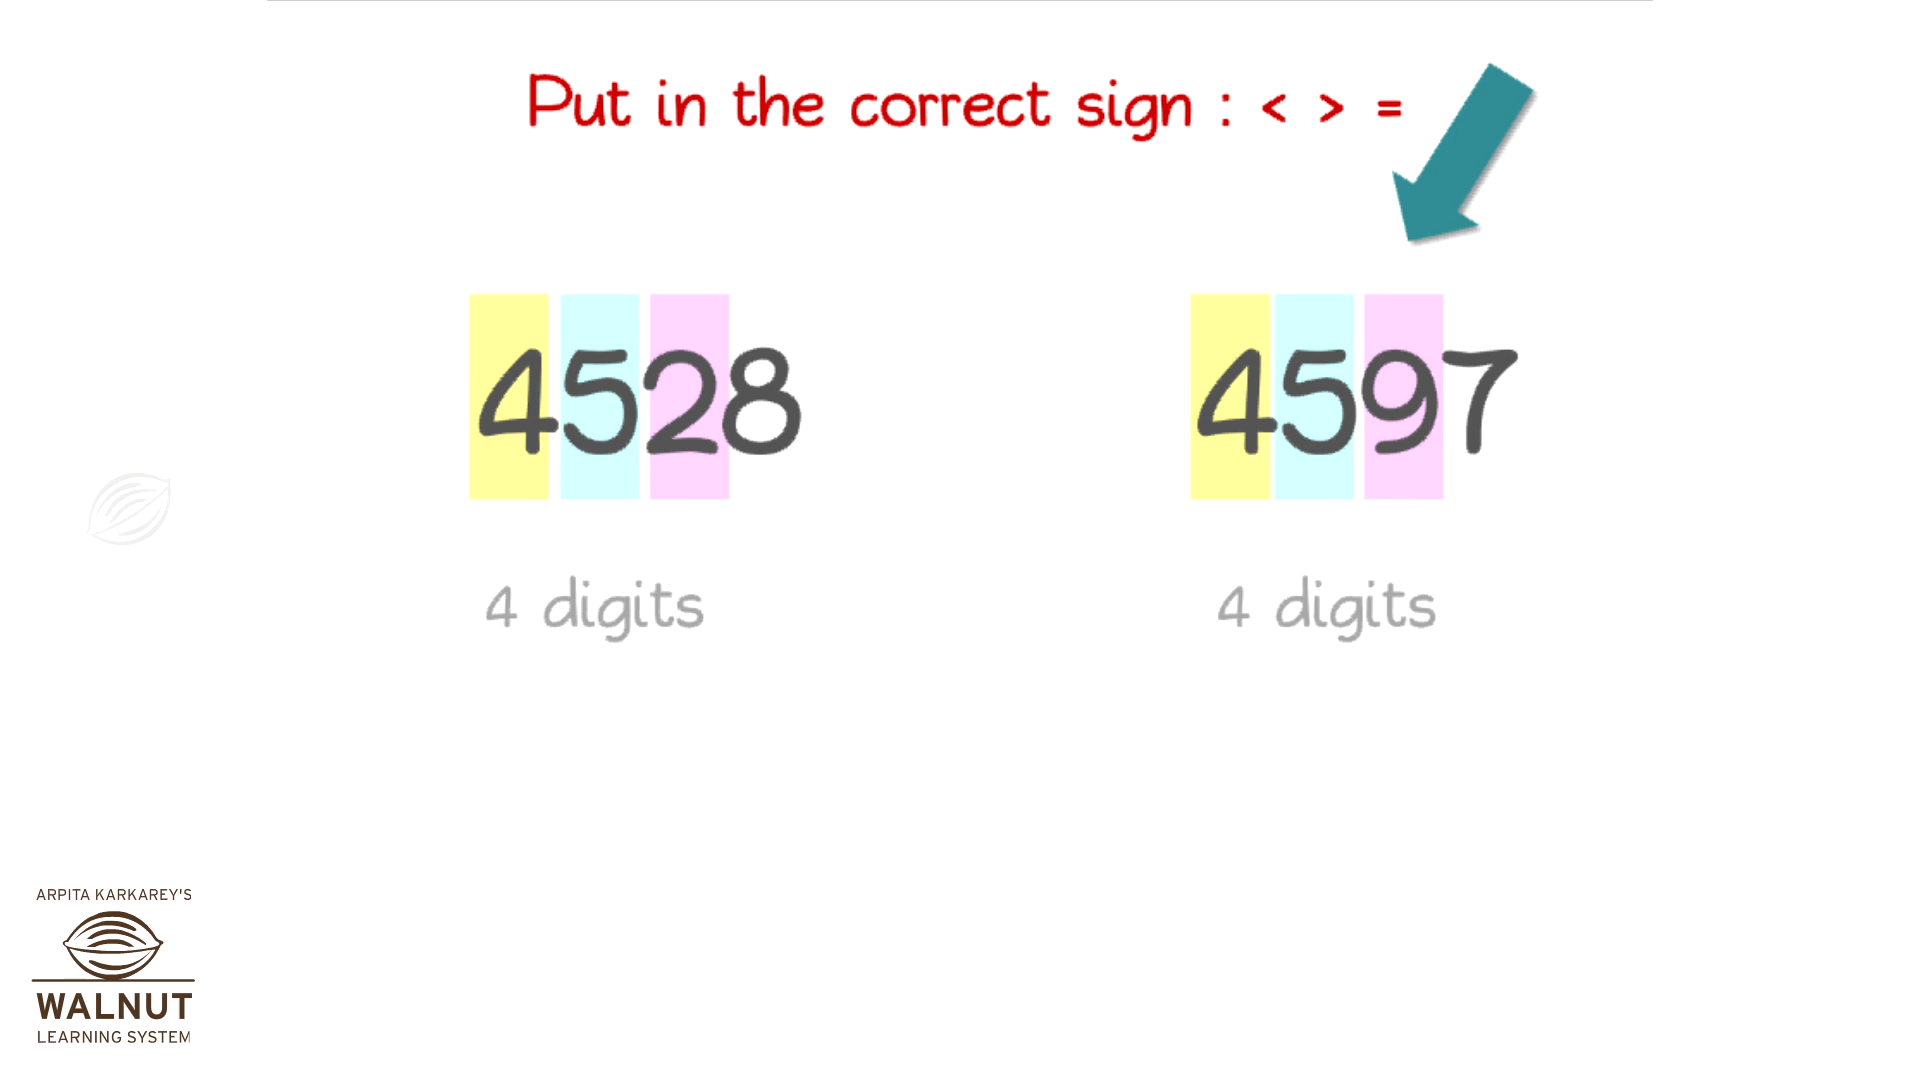 Put in the correct sign : < > =
4528 4597
4 digits 4 digits
ARPITA KARKAREY'S
WALNUT
LEARNING SYSTEM